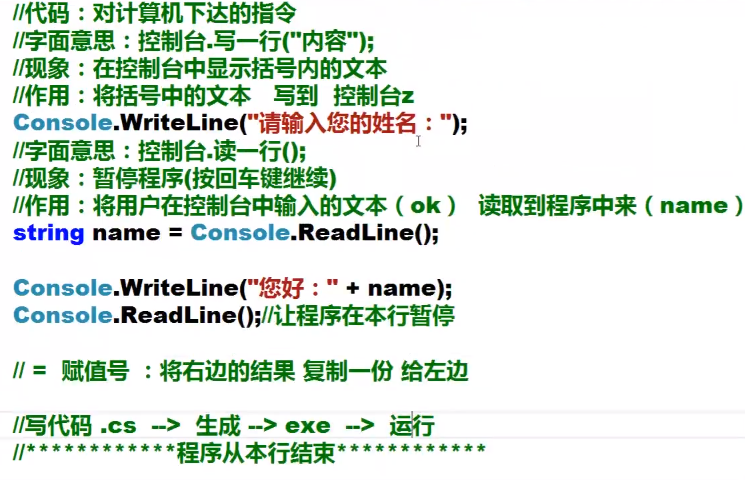 //代码：对计算机下达的指令
//字面意思：控制台.写一行("内容");
//现象：在控制台中显示括号内的文本
//作用：将括号中的文本   写到  控制台z
Console.WriteLine("请输入您的姓名：");
//字面意思：控制台.读一行();
//现象：暂停程序(按回车键继续)
//作用：将用户在控制台中输入的文本（ok）  读取到程序中来（name）
string name = Console.ReadLine();
Console.WriteLine("您好：" + name);
Console.ReadLine();//让程序在本行暂停
// =  赋值号 ：将右边的结果 复制一份 给左边
//写代码 .cs  -->  生成 --> exe  -->  运行
//************程序从本行结束************